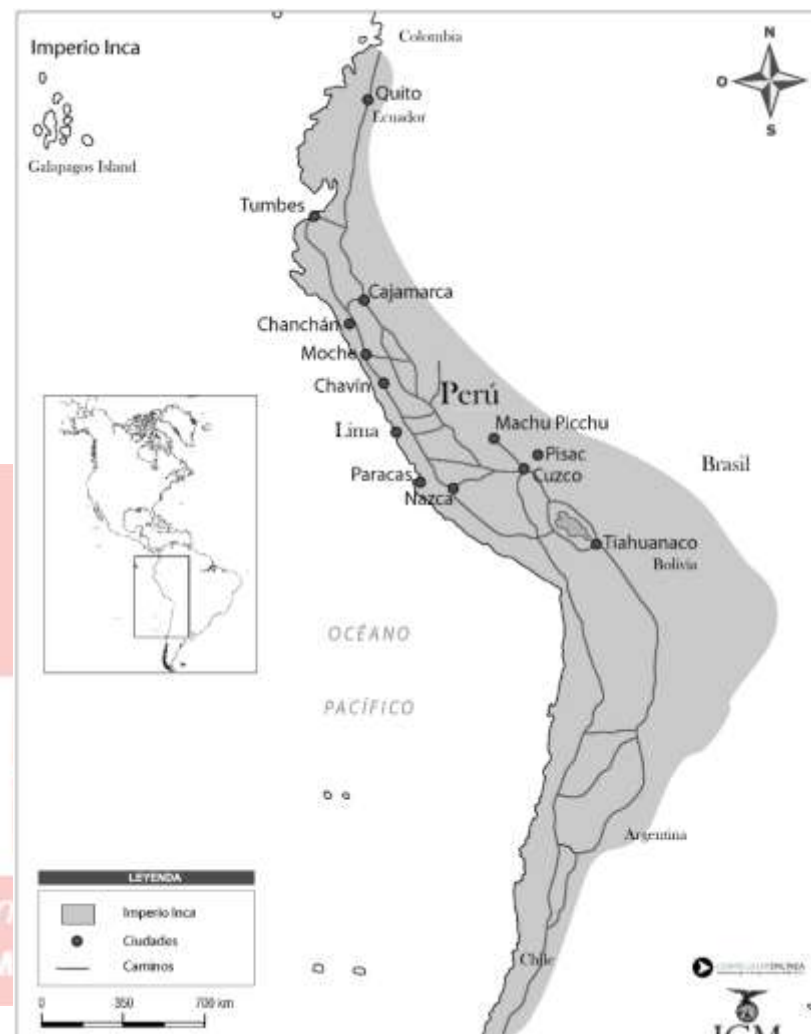 Imperio Inca
Colombia
N
O
S
Quito
Ecuador
Galapagos Island
Tumbes
Cajamarca
Chanchán
Moche
Chavín
Perú
Lima
Machu Picchu
Pisac
Brasil
Paracas
Cuzco
Nazca
Tiahuanaco
Bolivia
OCÉANO
PACÍFICO
Argentina
LEYENDA
Imperio Inca
Ciudades
Caminos
Chile
0 350 700 km
IGM